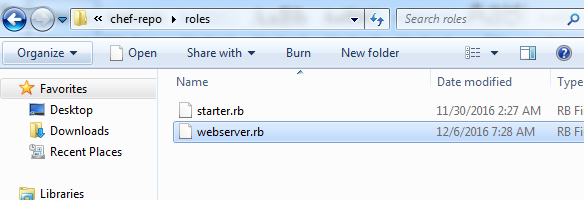 « chef-repo ▸ roles
Search roles
Organize Open Share with Burn New folder
Favorites
Desktop
Downloads
Recent Places
Libraries
Name Date modified Type
starter.rb 11/30/2016 2:27 AM RB Fi
webserver.rb 12/6/2016 7:28 AM RB Fi